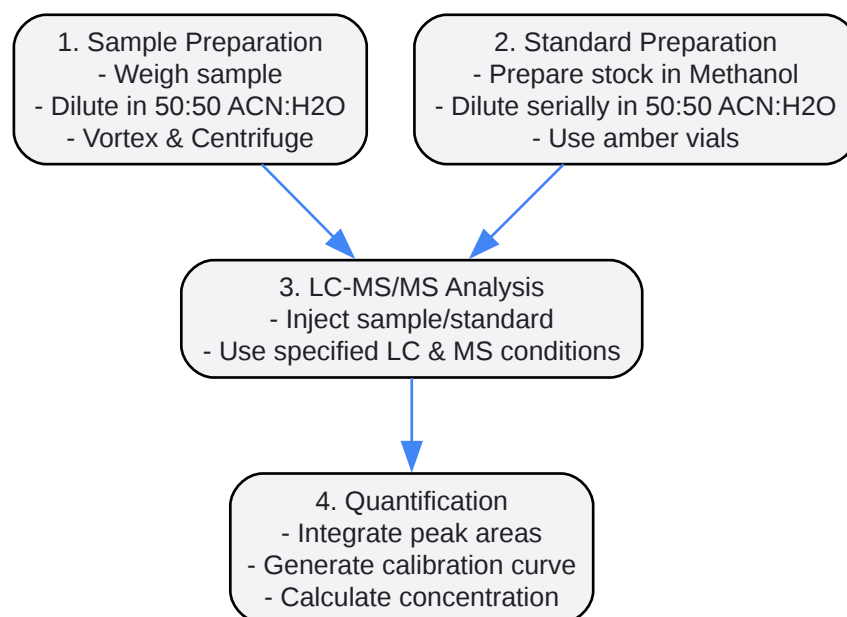 1. Sample Preparation
- Weigh sample
- Dilute in 50:50 ACN:H2O
- Vortex & Centrifuge
2. Standard Preparation
- Prepare stock in Methanol
- Dilute serially in 50:50 ACN:H2O
- Use amber vials
3. LC-MS/MS Analysis
- Inject sample/standard
- Use specified LC & MS conditions
4. Quantification
- Integrate peak areas
- Generate calibration curve
- Calculate concentration